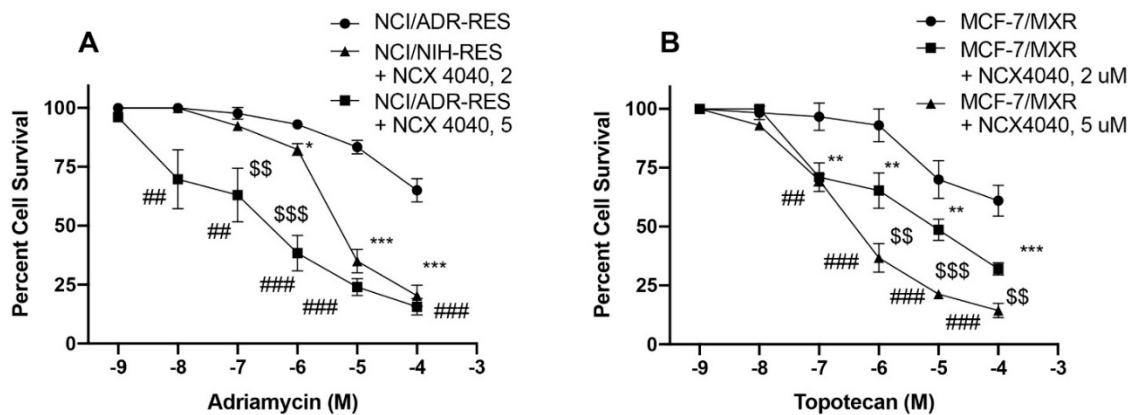 A
NCI/ADR-RES
NCI/NIH-RES
+ NCX 4040, 2
NCI/ADR-RES
+ NCX 4040, 5
Percent Cell Survival
100
75
50
25
0
*
$$
##
##
$$$
***
###
###
***
###
-9 -8 -7 -6 -5 -4 -3
Adriamycin (M)
B
MCF-7/MXR
MCF-7/MXR
+ NCX4040, 2 uM
MCF-7/MXR
+ NCX4040, 5 uM
Percent Cell Survival
100
75
50
25
0
**
**
##
**
$$
***
###
$$$
###
$$
###
-9 -8 -7 -6 -5 -4 -3
Topotecan (M)